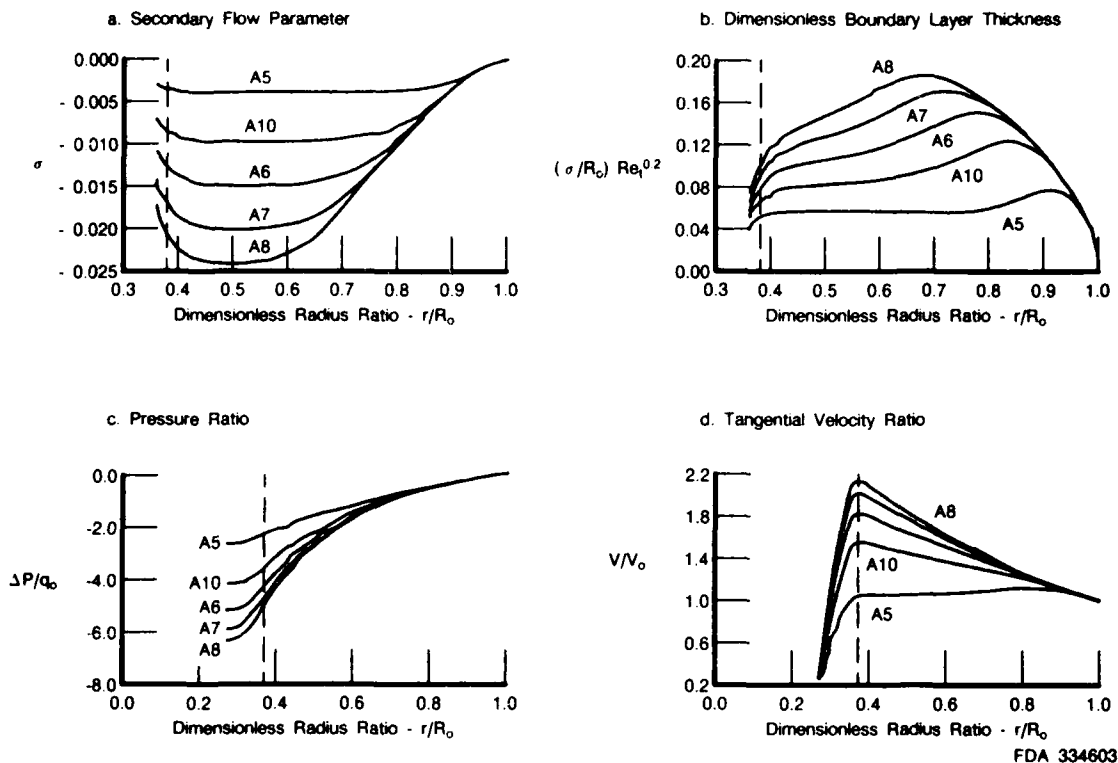 a. Secondary Flow Parameter
0.000
- 0.005
- 0.010
- 0.015
- 0.020
- 0.025
σ
A5
A10
A6
A7
A8
0.3 0.4 0.5 0.6 0.7 0.8 0.9 1.0
Dimensionless Radius Ratio - r/Ro
b. Dimensionless Boundary Layer Thickness
0.20
0.16
0.12
0.08
0.04
0.00
(σ/Ro) Re₁^0.2
A8
A7
A6
A10
A5
0.3 0.4 0.5 0.6 0.7 0.8 0.9 1.0
Dimensionless Radius Ratio - r/Ro
c. Pressure Ratio
0.0
-2.0
-4.0
-6.0
-8.0
ΔP/qo
A5
A10
A6
A7
A8
0.0 0.2 0.4 0.6 0.8 1.0
Dimensionless Radius Ratio - r/Ro
d. Tangential Velocity Ratio
2.2
1.8
1.4
1.0
0.6
0.2
V/Vo
A8
A10
A5
0.0 0.2 0.4 0.6 0.8 1.0
Dimensionless Radius Ratio - r/Ro
FDA 334603